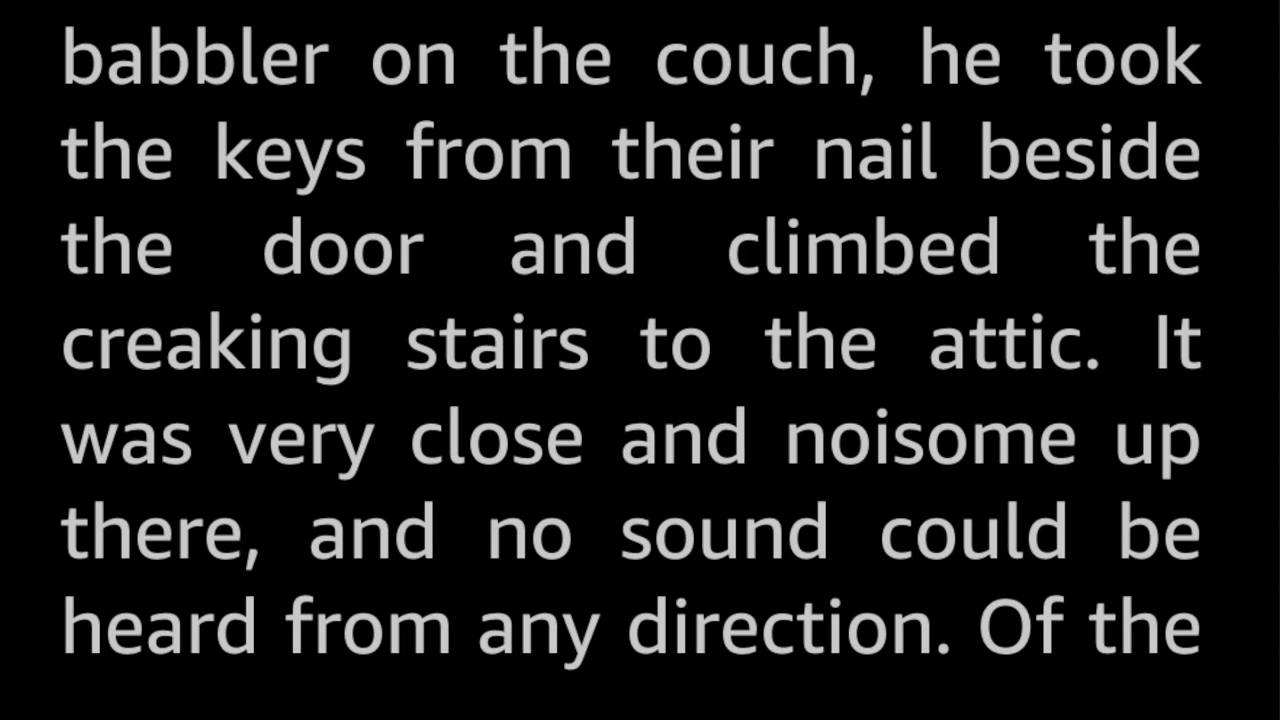 babbler on the couch, he took
the keys from their nail beside
the door and climbed the
creaking stairs to the attic. It
was very close and noisome up
there, and no sound could be
heard from any direction. Of the